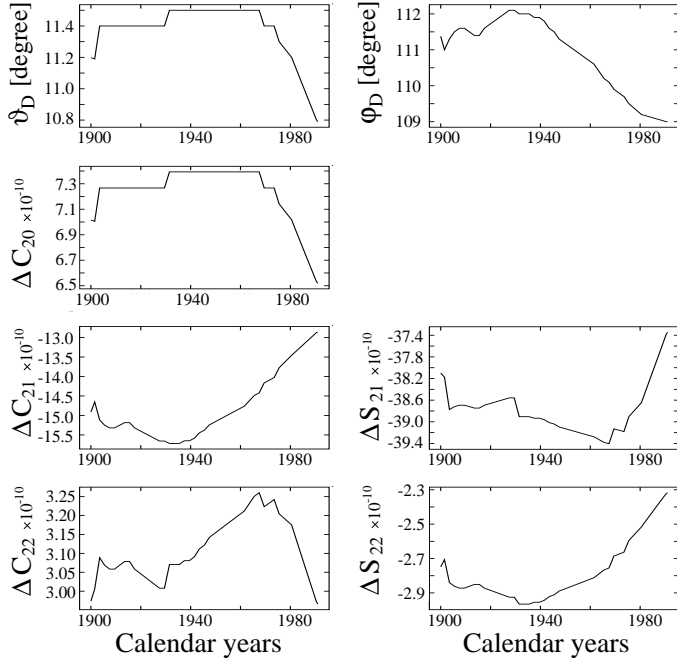 ϑ_D [degree]
11.4
11.2
11.0
10.8
1900 1940 1980
φ_D [degree]
112
111
110
109
1900 1940 1980
ΔC₂₀ ×10⁻¹⁰
7.3
7.1
6.9
6.7
6.5
1900 1940 1980
ΔC₂₁ ×10⁻¹⁰
-13.0
-13.5
-14.0
-14.5
-15.0
-15.5
1900 1940 1980
ΔS₂₁ ×10⁻¹⁰
-37.4
-37.8
-38.2
-38.6
-39.0
-39.4
1900 1940 1980
ΔC₂₂ ×10⁻¹⁰
3.25
3.20
3.15
3.10
3.05
3.00
1900 1940 1980
Calendar years
ΔS₂₂ ×10⁻¹⁰
-2.3
-2.5
-2.7
-2.9
1900 1940 1980
Calendar years